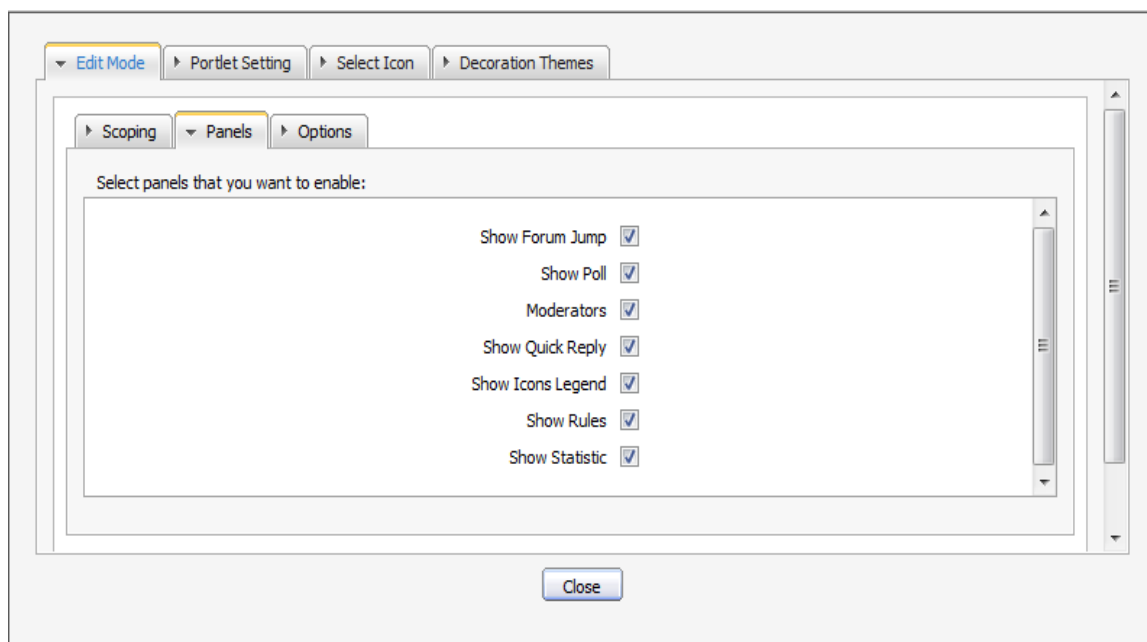 Edit Mode Portlet Setting Select Icon Decoration Themes
Scoping Panels Options
Select panels that you want to enable:
Show Forum Jump
Show Poll
Moderators
Show Quick Reply
Show Icons Legend
Show Rules
Show Statistic
Close